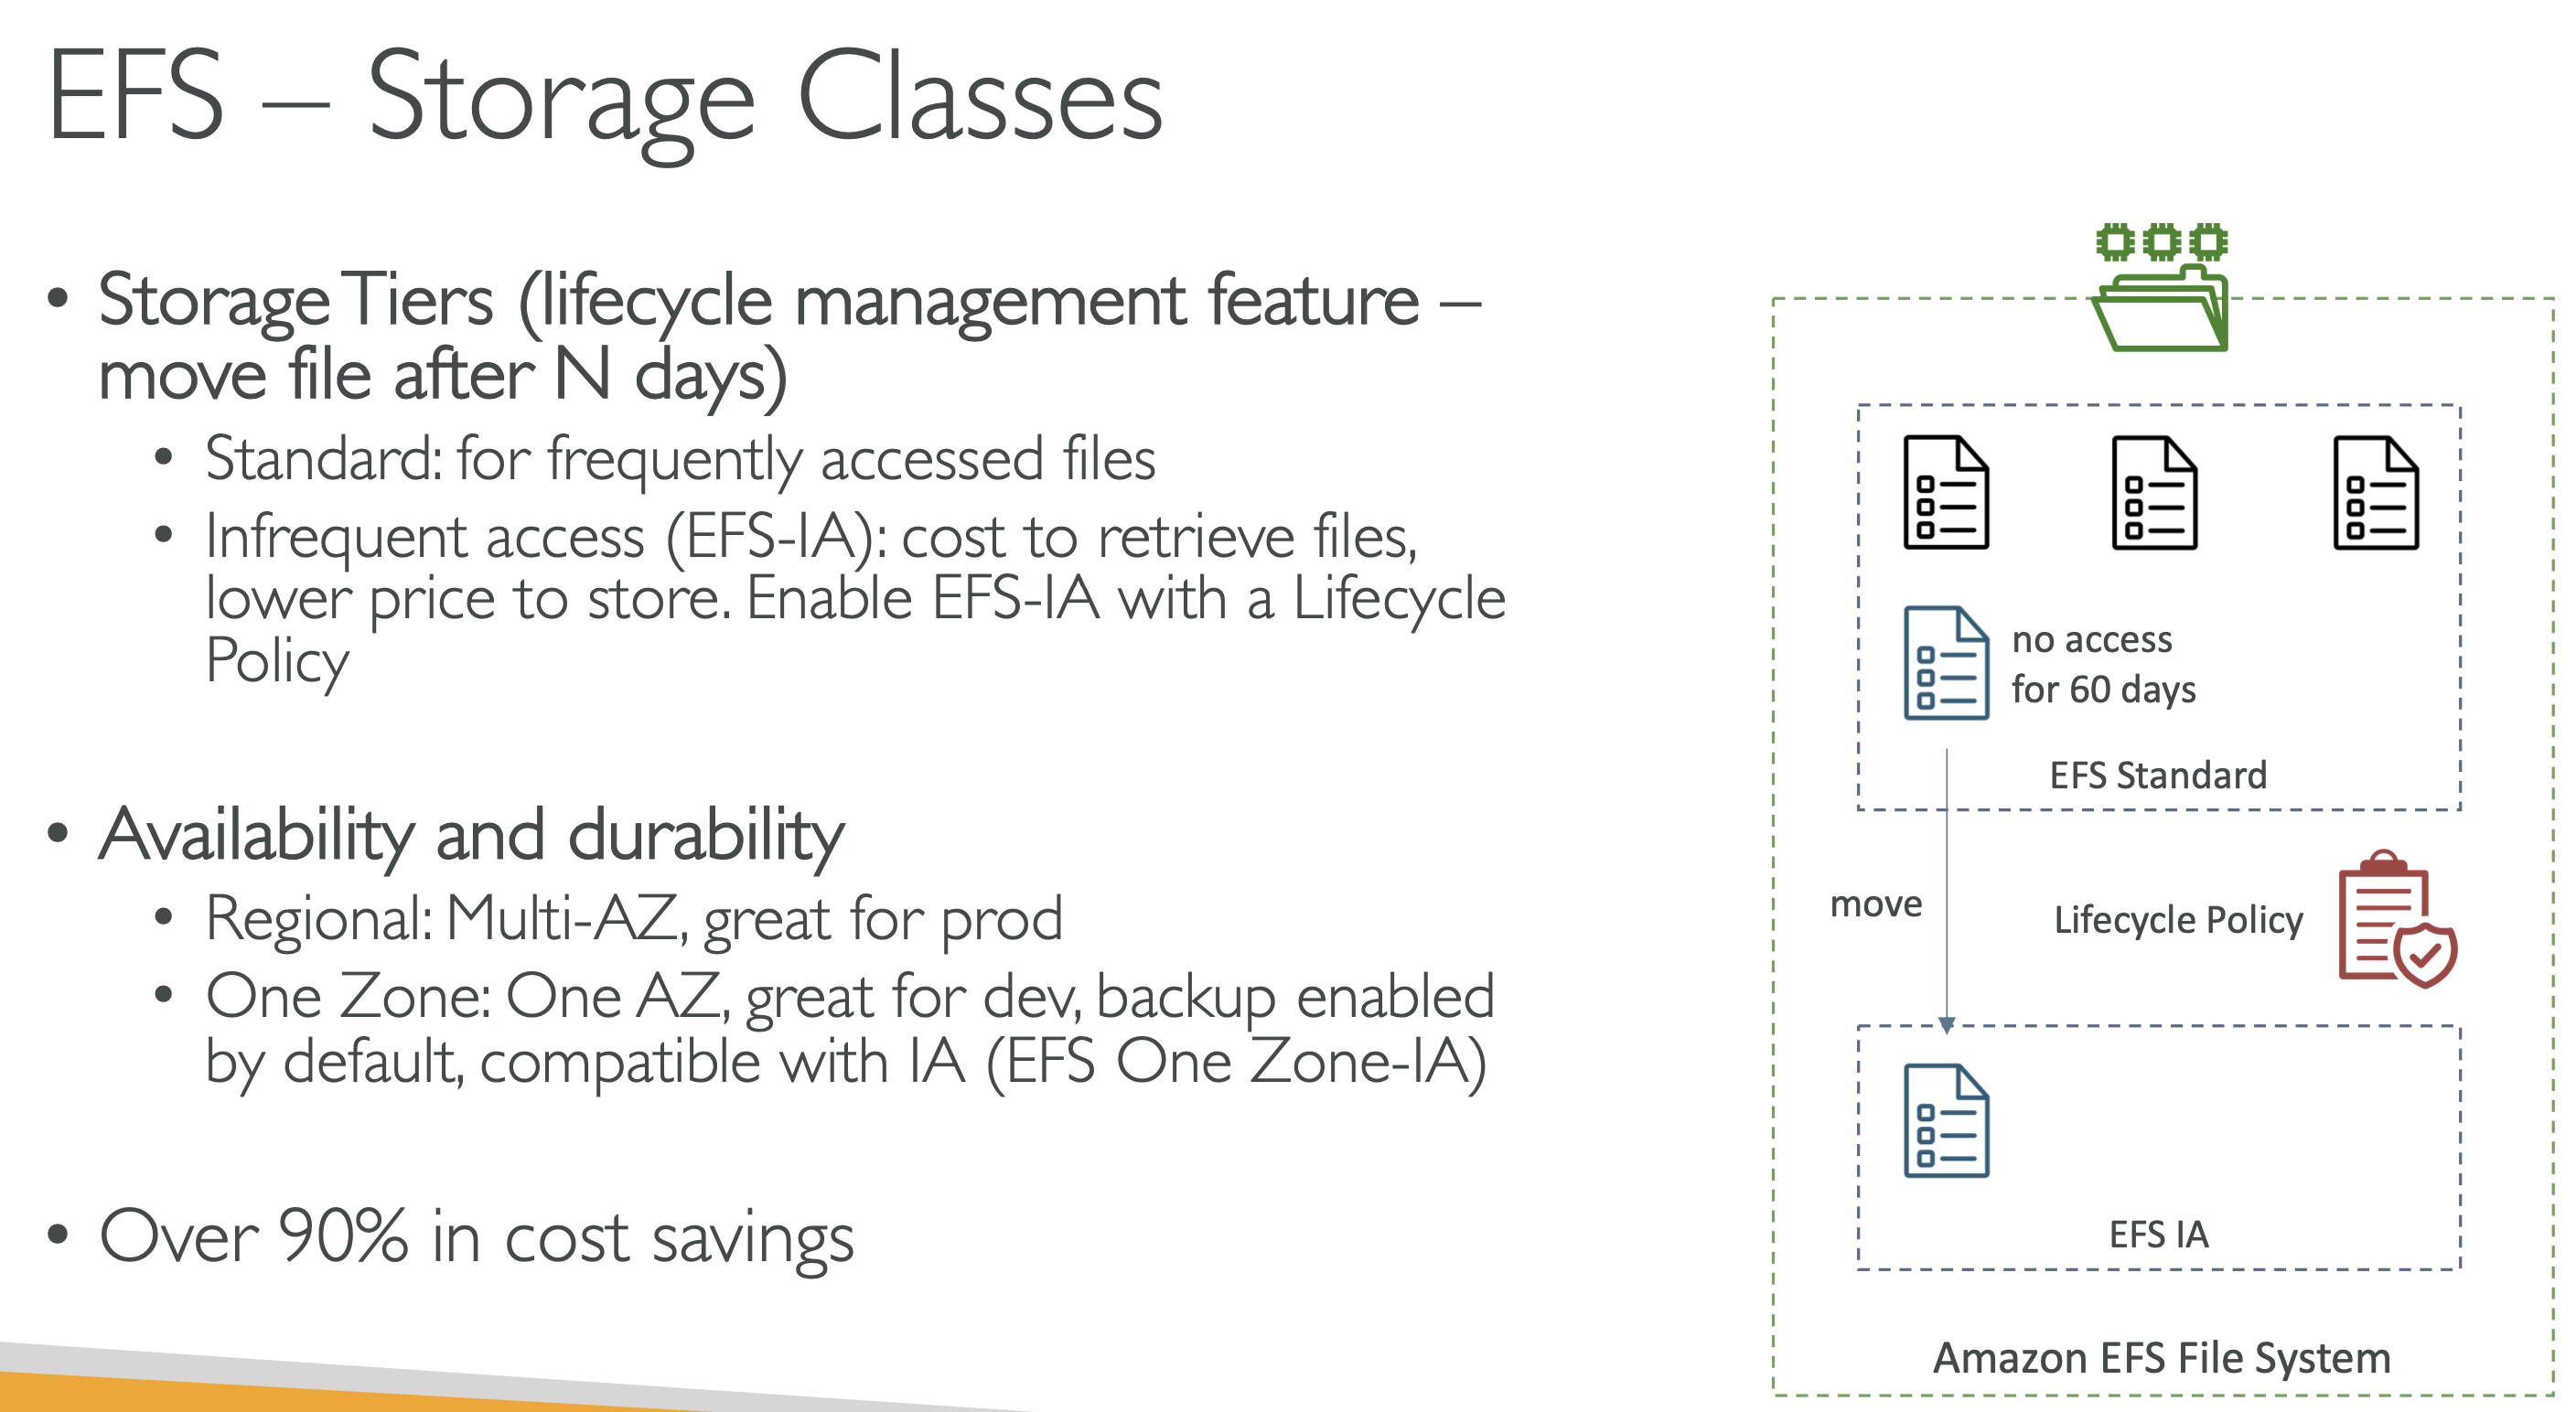 EFS – Storage Classes
• Storage Tiers (lifecycle management feature –
move file after N days)
• Standard: for frequently accessed files
• Infrequent access (EFS-IA): cost to retrieve files,
lower price to store. Enable EFS-IA with a Lifecycle
Policy
• Availability and durability
• Regional: Multi-AZ, great for prod
• One Zone: One AZ, great for dev, backup enabled
by default, compatible with IA (EFS One Zone-IA)
• Over 90% in cost savings
no access
for 60 days
EFS Standard
move
Lifecycle Policy
EFS IA
Amazon EFS File System